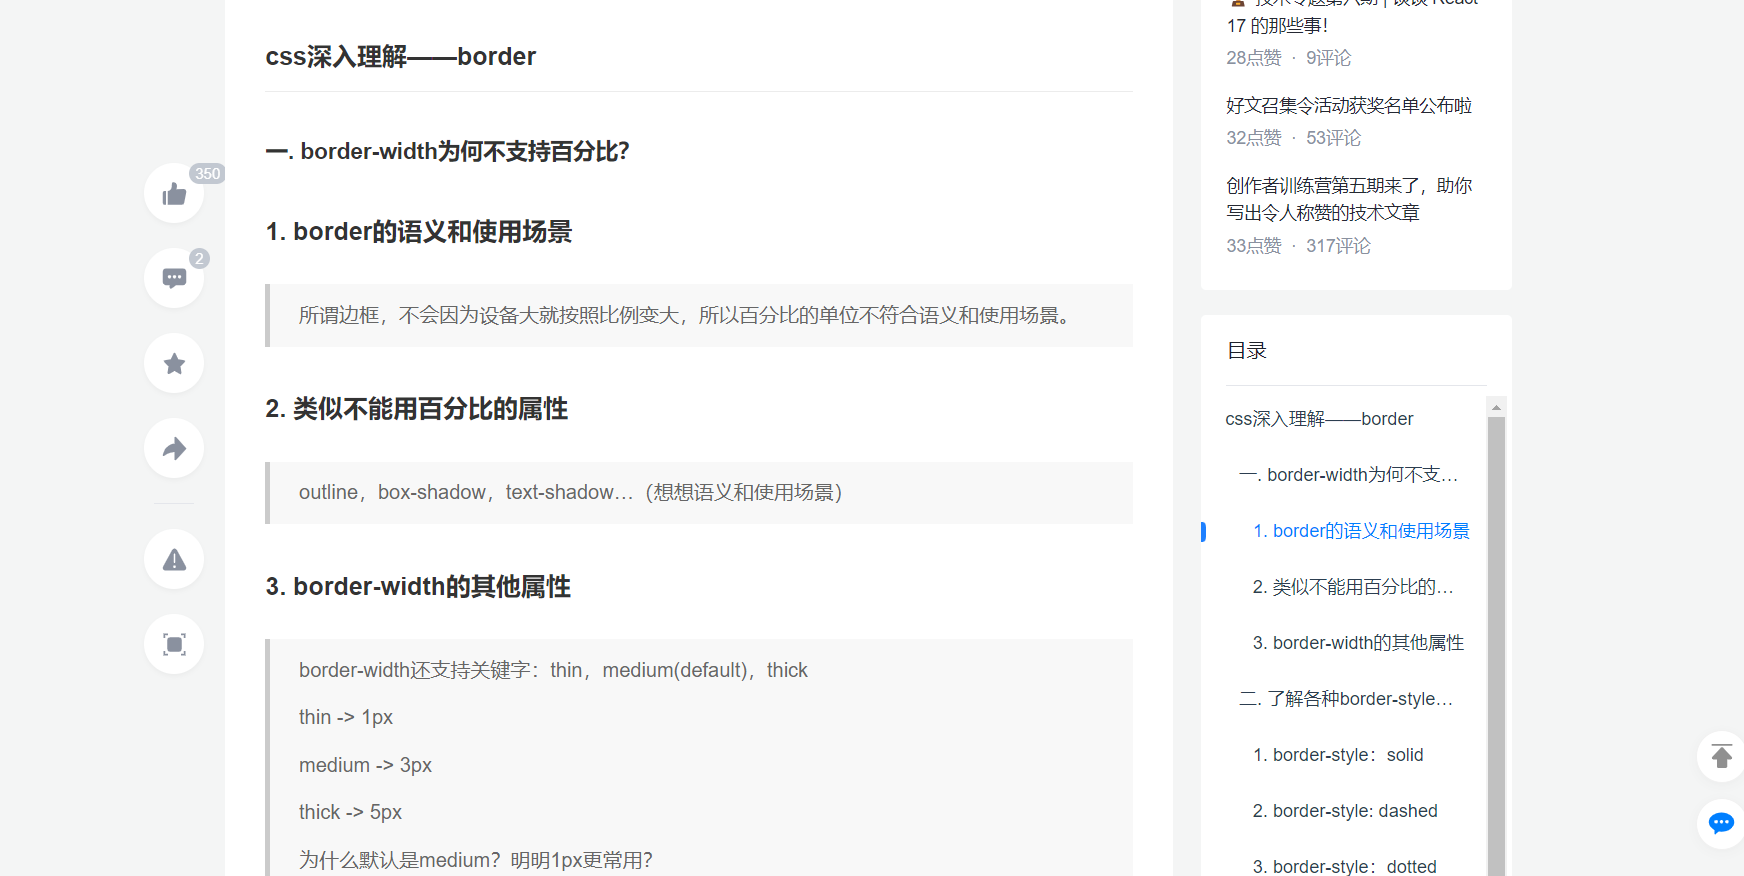 css深入理解——border
一. border-width为何不支持百分比？
1. border的语义和使用场景
所谓边框，不会因为设备大就按照比例变大，所以百分比的单位不符合语义和使用场景。
2. 类似不能用百分比的属性
outline，box-shadow，text-shadow...（想想语义和使用场景）
3. border-width的其他属性
border-width还支持关键字：thin，medium(default)，thick
thin -> 1px
medium -> 3px
thick -> 5px
为什么默认是medium？明明1px更常用？
350
2
技术专题第六期 | 谈谈 React
17 的那些事！
28点赞 · 9评论
好文召集令活动获奖名单公布啦
32点赞 · 53评论
创作者训练营第五期来了，助你
写出令人称赞的技术文章
33点赞 · 317评论
目录
css深入理解——border
一. border-width为何不支...
1. border的语义和使用场景
2. 类似不能用百分比的...
3. border-width的其他属性
二. 了解各种border-style...
1. border-style：solid
2. border-style: dashed
3. border-style：dotted